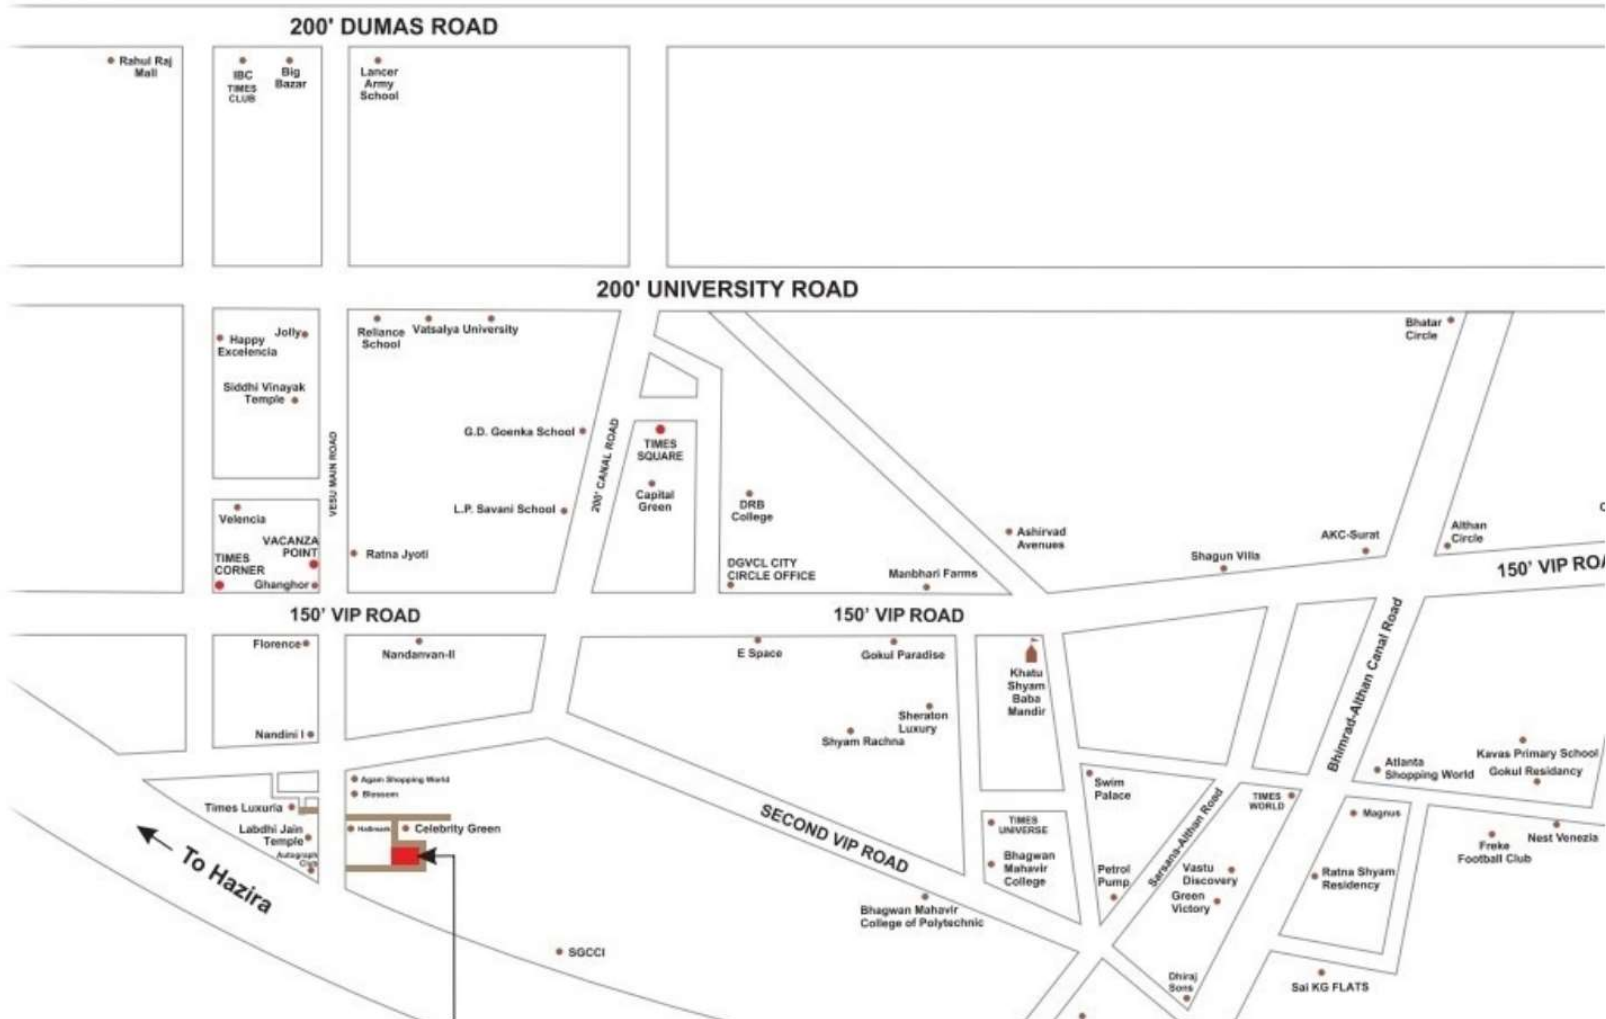 200' DUMAS ROAD
Rahul Raj
Mall
IBC
TIMES
CLUB
Big
Bazar
Lancer
Army
School
200' UNIVERSITY ROAD
Happy
Excelencia
Jolly
Siddhi Vinayak
Temple
Reliance
School
Vatsalya University
Bhatar
Circle
G.D. Goenka School
L.P. Savani School
VESU MAIN ROAD
200' CANAL ROAD
TIMES
SQUARE
Capital
Green
DRB
College
DGVCL CITY
CIRCLE OFFICE
Manbhari Farms
Ashirvad
Avenues
Shagun Villa
AKC-Surat
Althan
Circle
Velencia
VACANZA
POINT
TIMES
CORNER
Ghanghor
Ratna Jyoti
150' VIP ROAD
150' VIP ROAD
150' VIP ROA
Florence
Nandanvan-II
Nandini I
E Space
Gokul Paradise
Sheraton
Luxury
Shyam Rachna
Khatu
Shyam
Baba
Mandir
Bhimrad-Althan Canal Road
Kavas Primary School
Gokul Residancy
Atlanta
Shopping World
Swim
Palace
TIMES
WORLD
Magnus
Nest Venezia
Freke
Football Club
Agam Shopping World
Blossom
Times Luxuria
Labdhi Jain
Temple
Autograph
Hallmark
Celebrity Green
To Hazira
SECOND VIP ROAD
TIMES
UNIVERSE
Bhagwan
Mahavir
College
Petrol
Pump
Sarsana-Althan Road
Vastu
Discovery
Green
Victory
Ratna Shyam
Residency
Bhagwan Mahavir
College of Polytechnic
SGCCI
Dhiraj
Sons
Sai KG FLATS